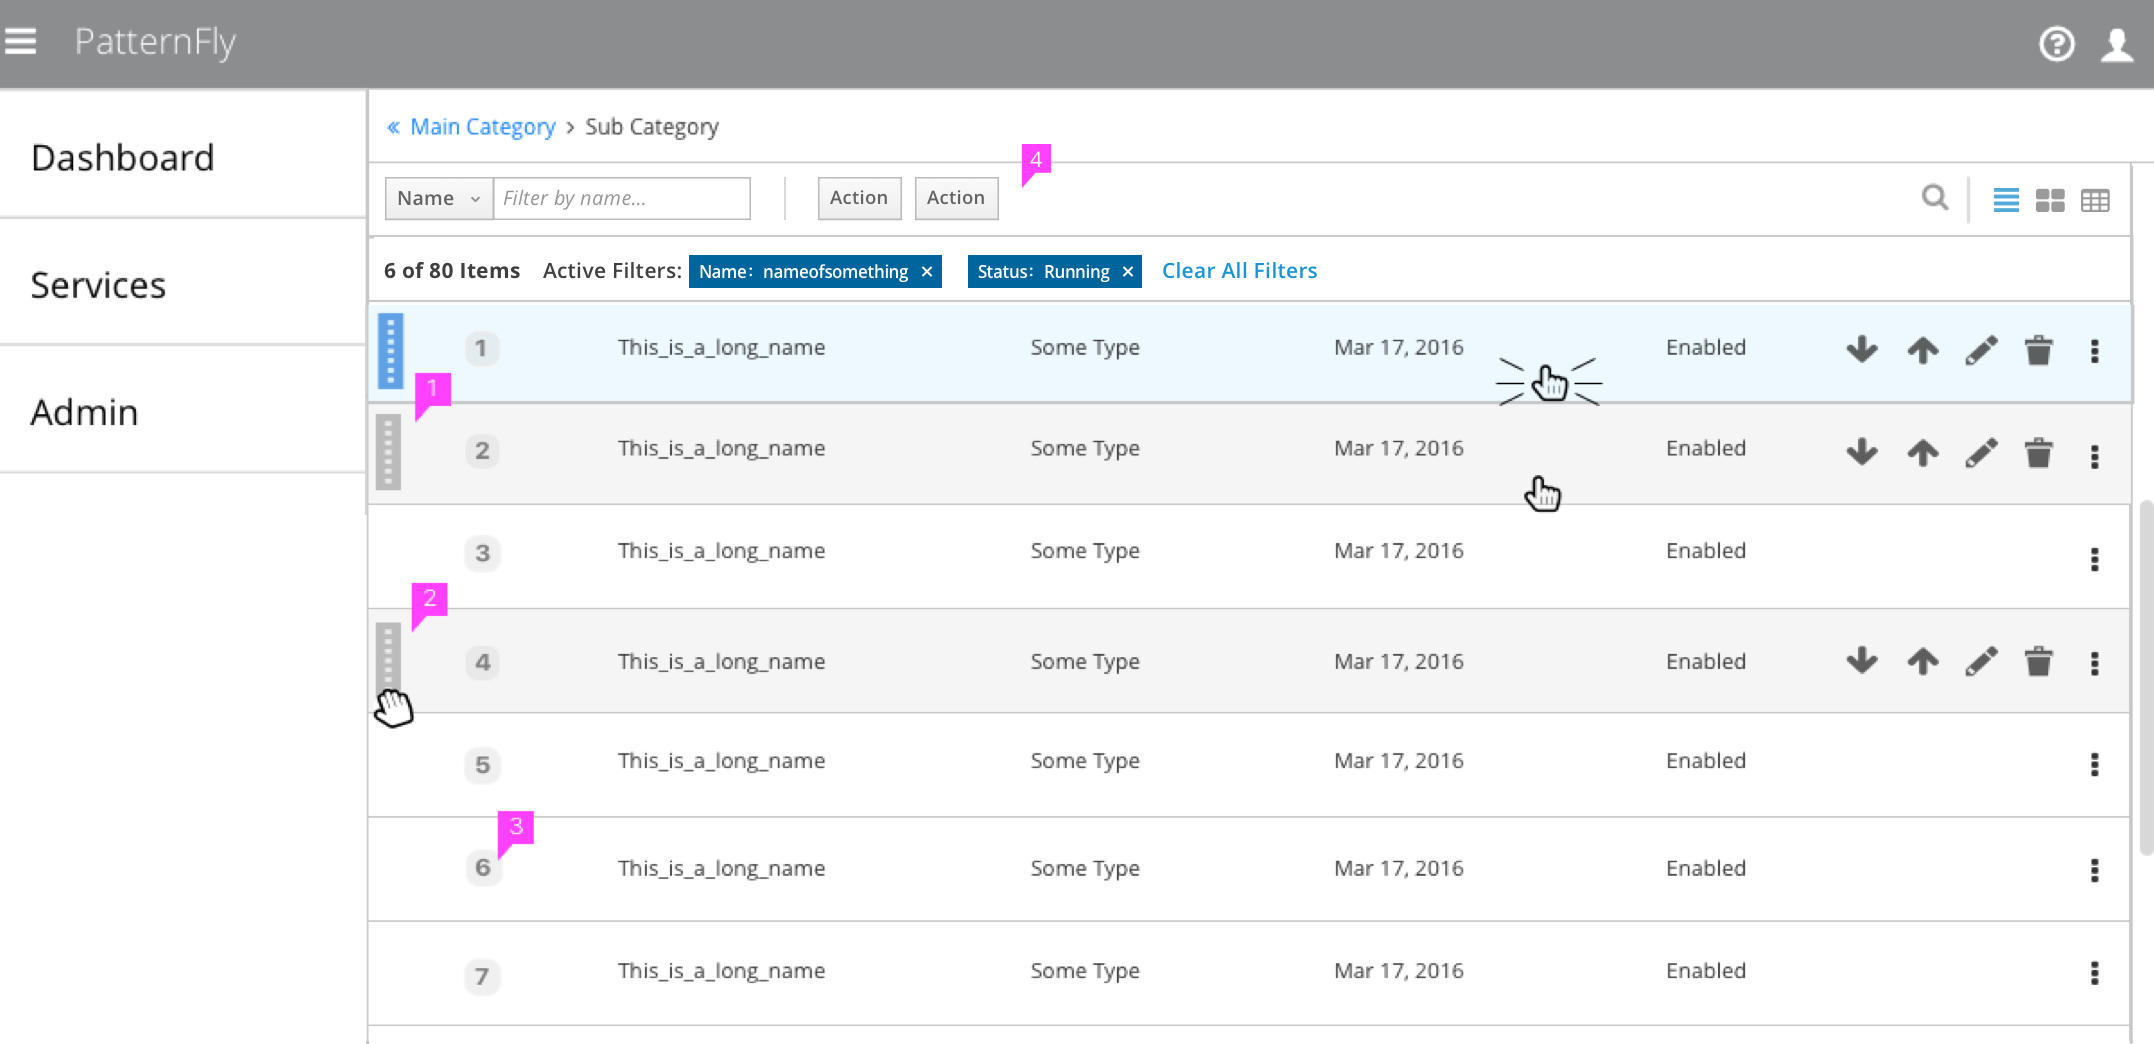 PatternFly
Dashboard
Services
Admin
« Main Category > Sub Category
4
Name Filter by name... Action Action
6 of 80 Items Active Filters: Name: nameofsomething × Status: Running × Clear All Filters
1 This_is_a_long_name Some Type Mar 17, 2016 Enabled
1
2 This_is_a_long_name Some Type Mar 17, 2016 Enabled
3 This_is_a_long_name Some Type Mar 17, 2016 Enabled
2
4 This_is_a_long_name Some Type Mar 17, 2016 Enabled
5 This_is_a_long_name Some Type Mar 17, 2016 Enabled
3
6 This_is_a_long_name Some Type Mar 17, 2016 Enabled
7 This_is_a_long_name Some Type Mar 17, 2016 Enabled